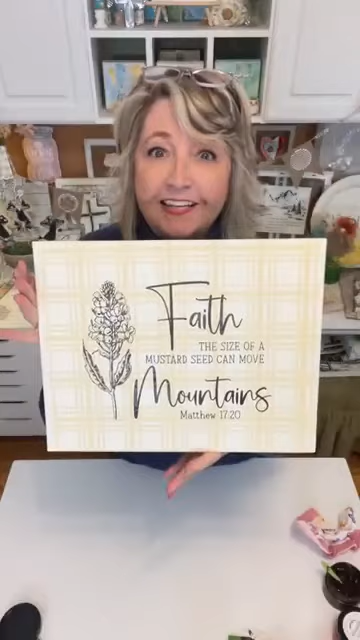 Faith
THE SIZE OF A
MUSTARD SEED CAN MOVE
Mountains
Matthew 17:20